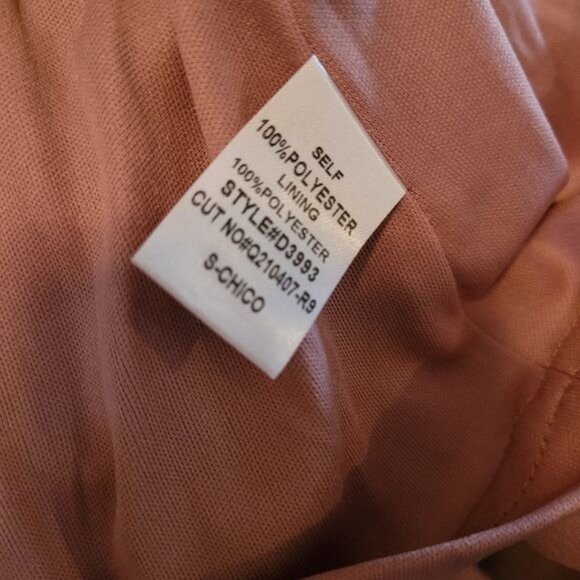 SELF
100%POLYESTER
LINING
100%POLYESTER
STYLE#D3993
CUT NO#Q210407-R9
S-CHICO